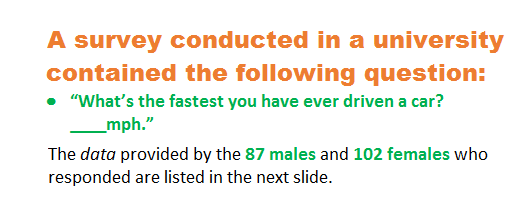 A survey conducted in a university
contained the following question:
• “What’s the fastest you have ever driven a car?
____mph.”
The data provided by the 87 males and 102 females who
responded are listed in the next slide.